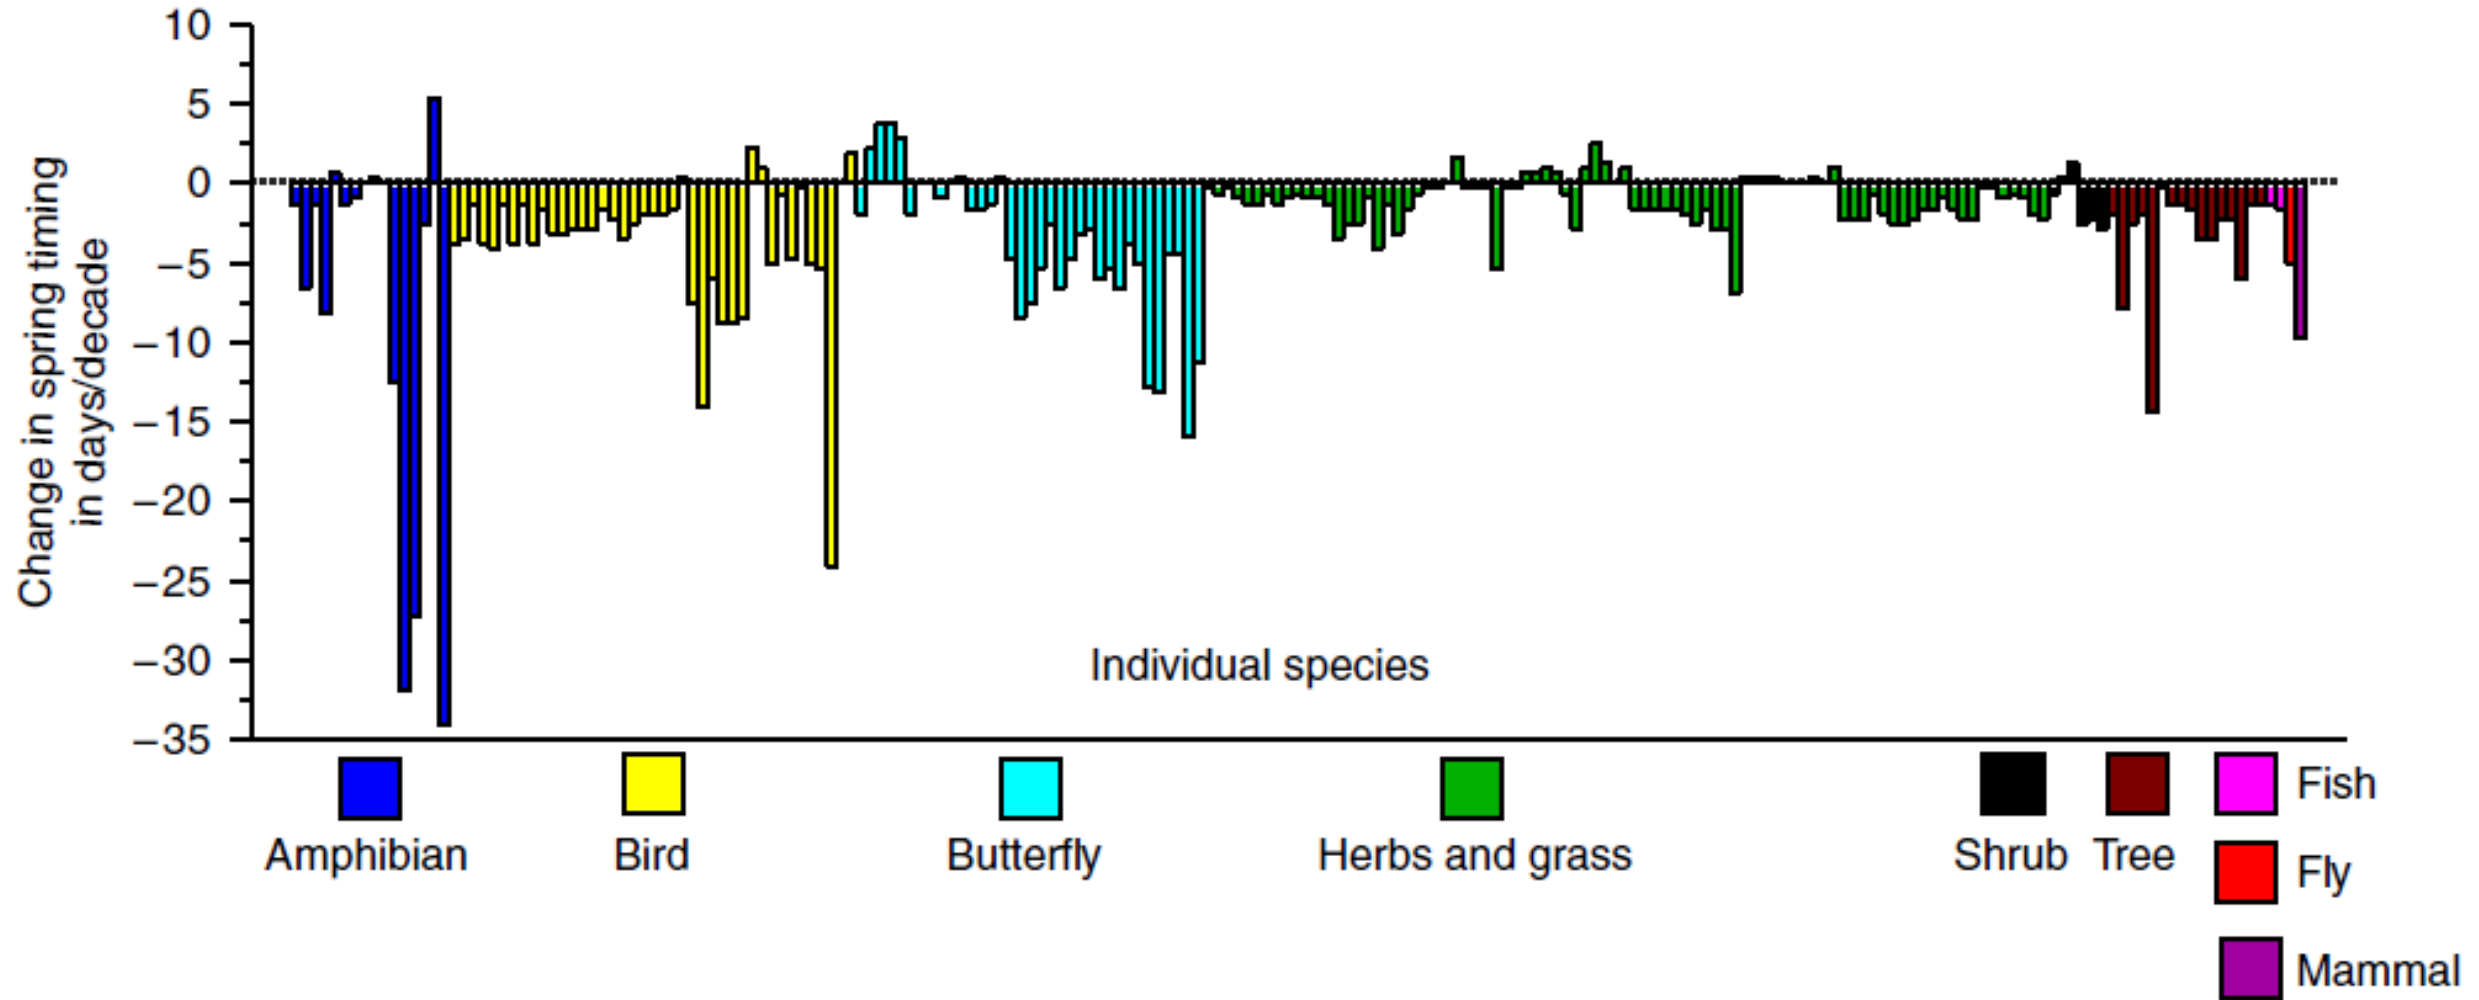 Change in spring timing
in days/decade
10
5
0
−5
−10
−15
−20
−25
−30
−35
Individual species
Amphibian
Bird
Butterfly
Herbs and grass
Shrub
Tree
Fish
Fly
Mammal